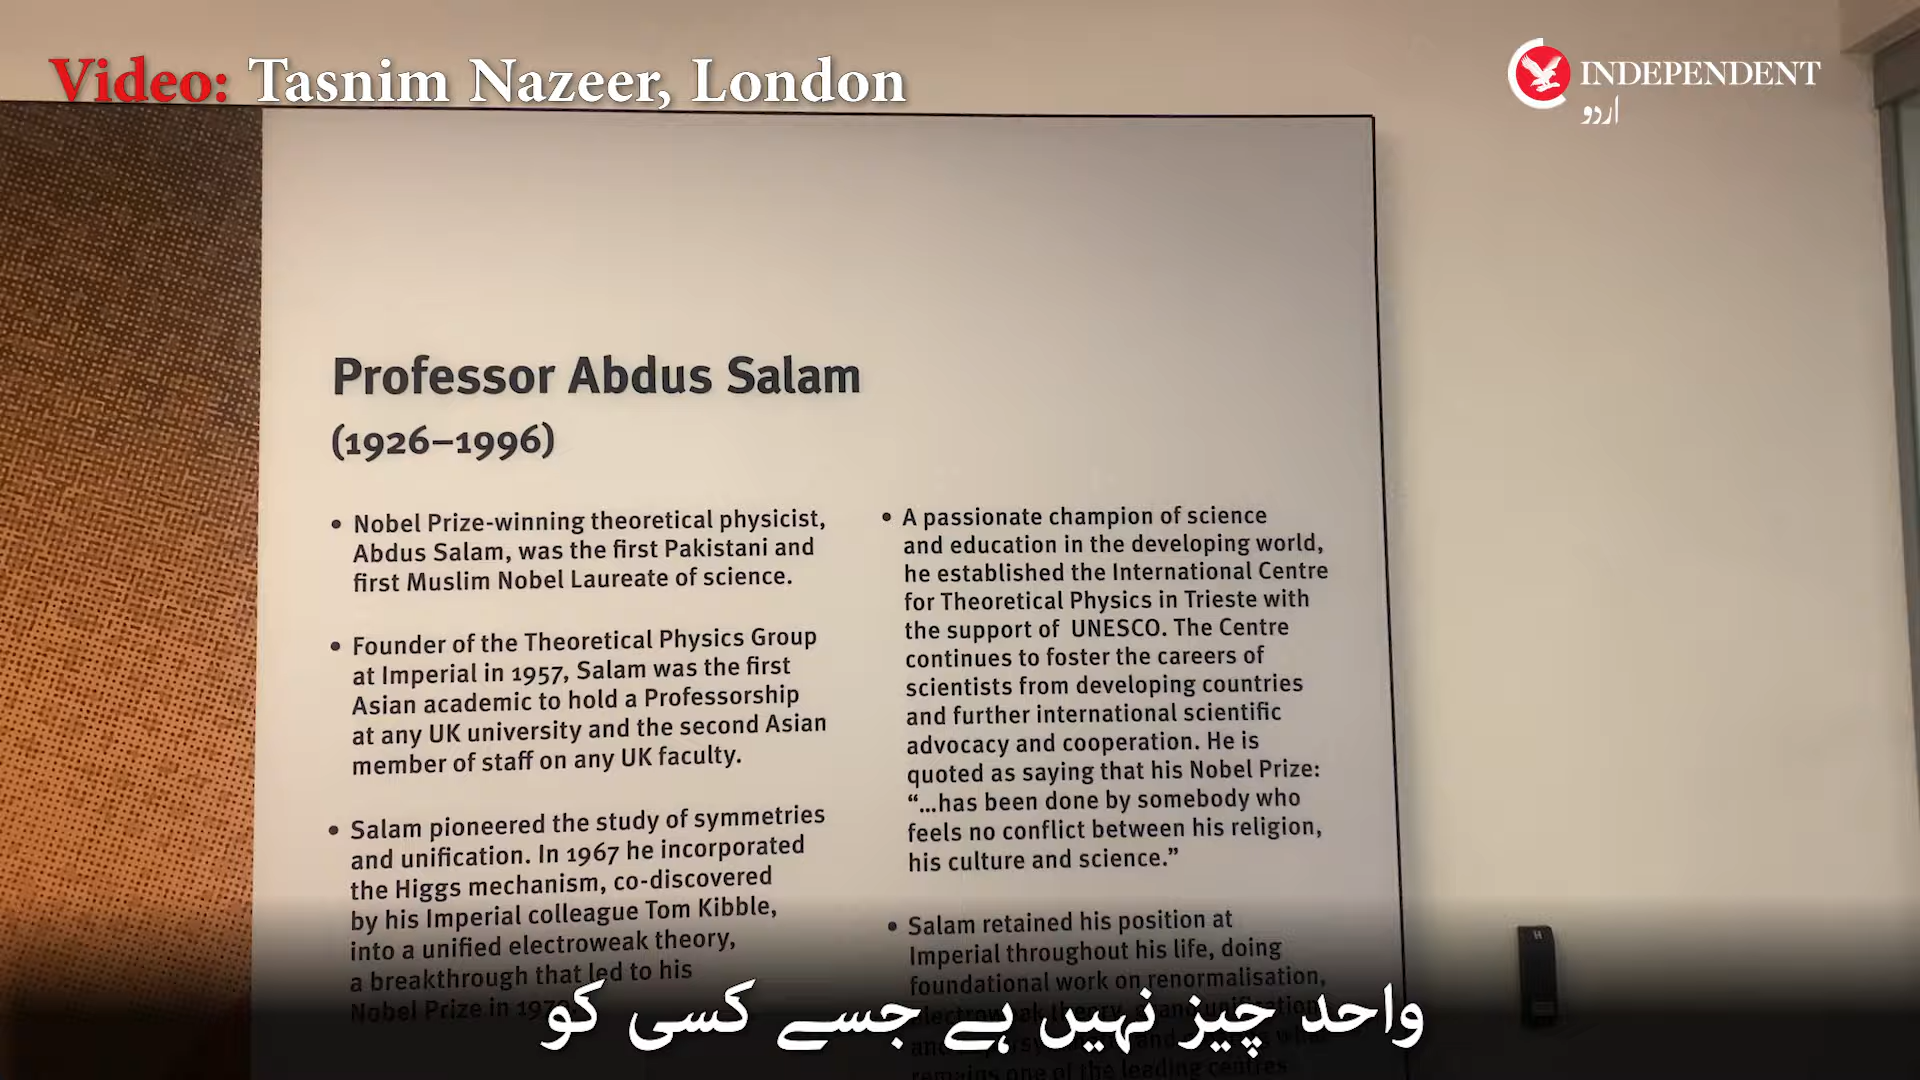 Video: Tasnim Nazeer, London
INDEPENDENT
اردو
Professor Abdus Salam
(1926–1996)
• Nobel Prize-winning theoretical physicist,
Abdus Salam, was the first Pakistani and
first Muslim Nobel Laureate of science.
• Founder of the Theoretical Physics Group
at Imperial in 1957, Salam was the first
Asian academic to hold a Professorship
at any UK university and the second Asian
member of staff on any UK faculty.
• Salam pioneered the study of symmetries
and unification. In 1967 he incorporated
the Higgs mechanism, co-discovered
by his Imperial colleague Tom Kibble,
into a unified electroweak theory,
a breakthrough that led to his
Nobel Prize in
• A passionate champion of science
and education in the developing world,
he established the International Centre
for Theoretical Physics in Trieste with
the support of UNESCO. The Centre
continues to foster the careers of
scientists from developing countries
and further international scientific
advocacy and cooperation. He is
quoted as saying that his Nobel Prize:
“...has been done by somebody who
feels no conflict between his religion,
his culture and science.”
• Salam retained his position at
Imperial throughout his life, doing
foundational work on renormalisation,
remains one of the leading centres
واحد چیز نہیں ہے جسے کسی کو